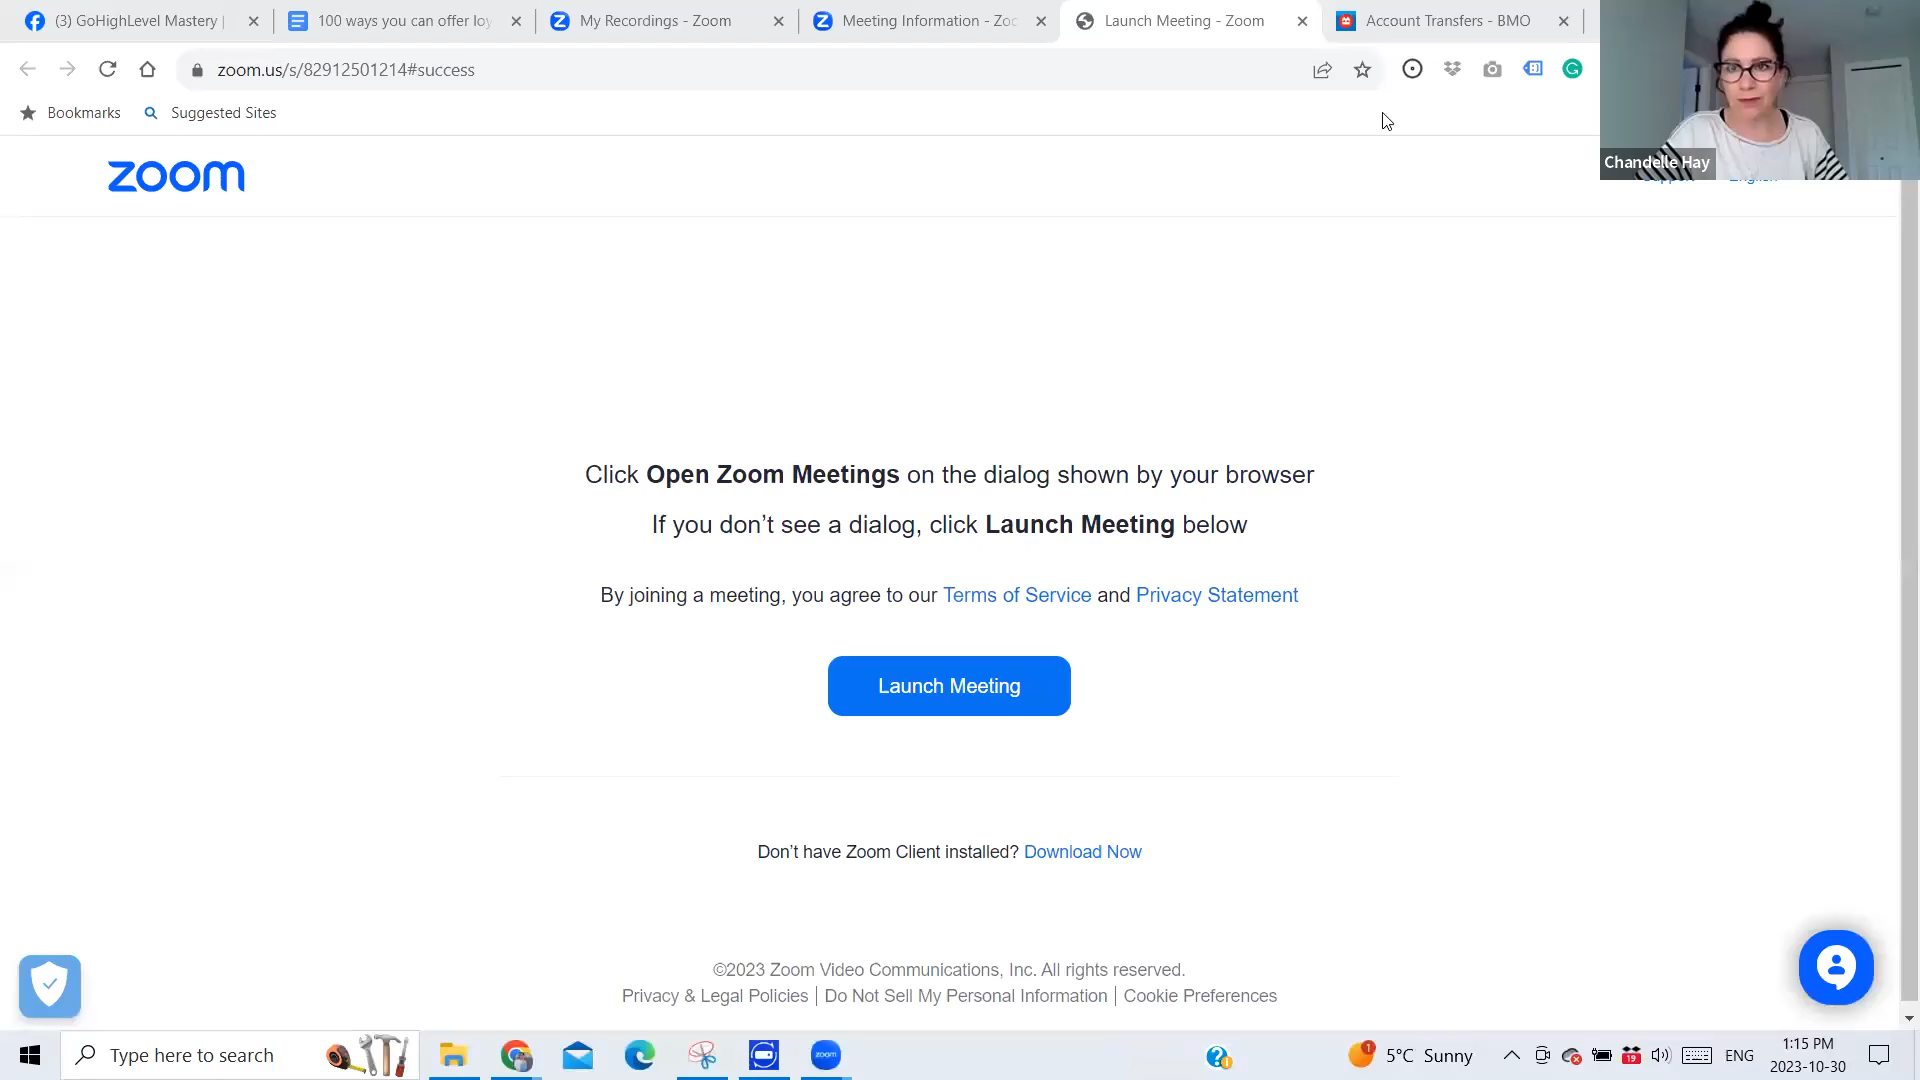 (3) GoHighLevel Mastery |
100 ways you can offer loy
My Recordings - Zoom
Meeting Information - Zoo
Launch Meeting - Zoom
Account Transfers - BMO
zoom.us/s/82912501214#success
Bookmarks
Suggested Sites
Chandelle Hay
zoom
Support
English
Click Open Zoom Meetings on the dialog shown by your browser
If you don’t see a dialog, click Launch Meeting below
By joining a meeting, you agree to our Terms of Service and Privacy Statement
Launch Meeting
Don’t have Zoom Client installed? Download Now
©2023 Zoom Video Communications, Inc. All rights reserved.
Privacy & Legal Policies | Do Not Sell My Personal Information | Cookie Preferences
Type here to search
zoom
1
5°C Sunny
19
ENG
1:15 PM
2023-10-30